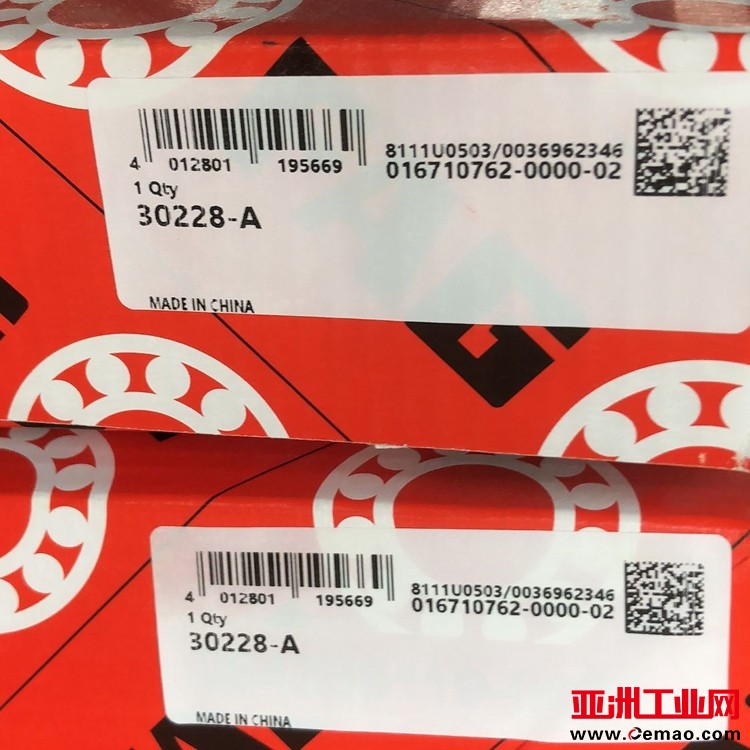 4 012801 195669
8111U0503/0036962346
016710762-0000-02
1 Qty
30228-A
MADE IN CHINA
4 012801 195669
8111U0503/0036962346
016710762-0000-02
1 Qty
30228-A
MADE IN CHINA
亚洲工业网
www.Cemao.com